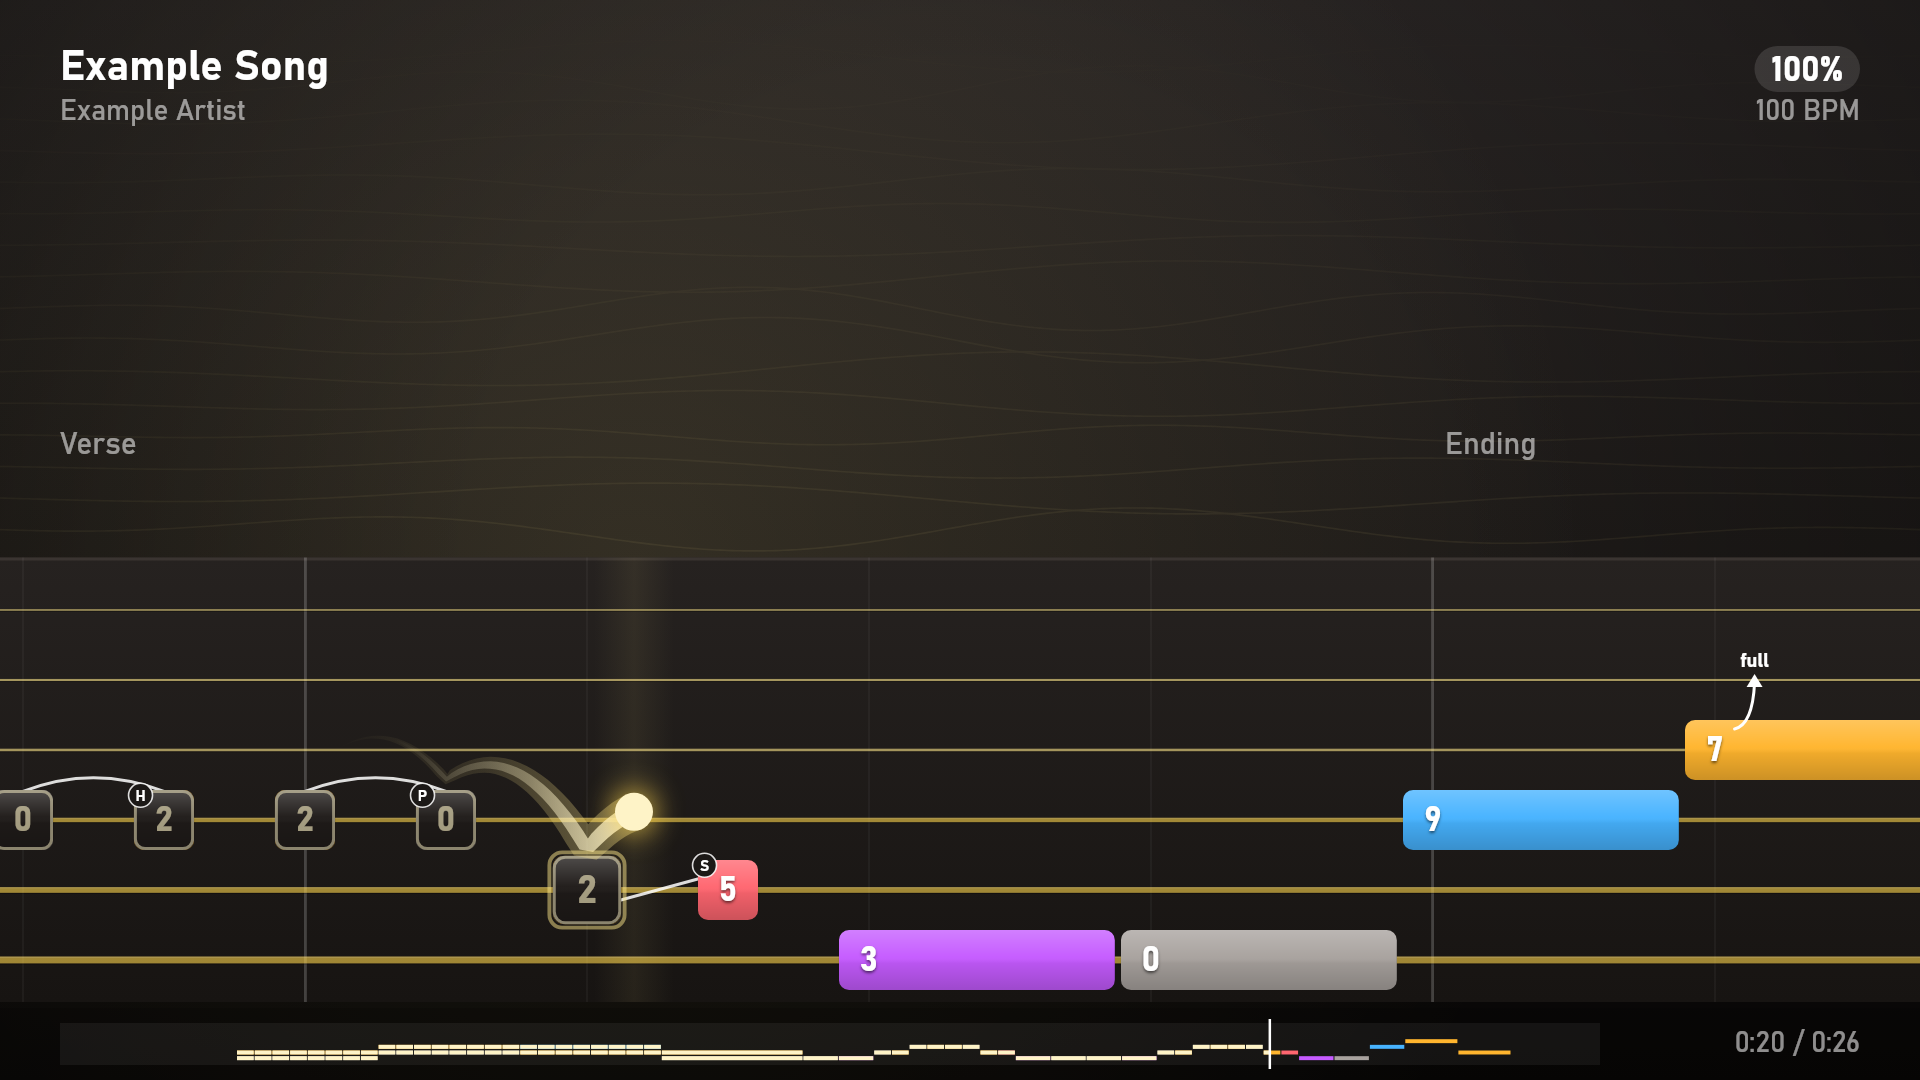 Example Song
Example Artist
100%
100 BPM
Verse
Ending
full
7
0 H 2 2 P 0 9
2 S 5
3 0
0:20 / 0:26